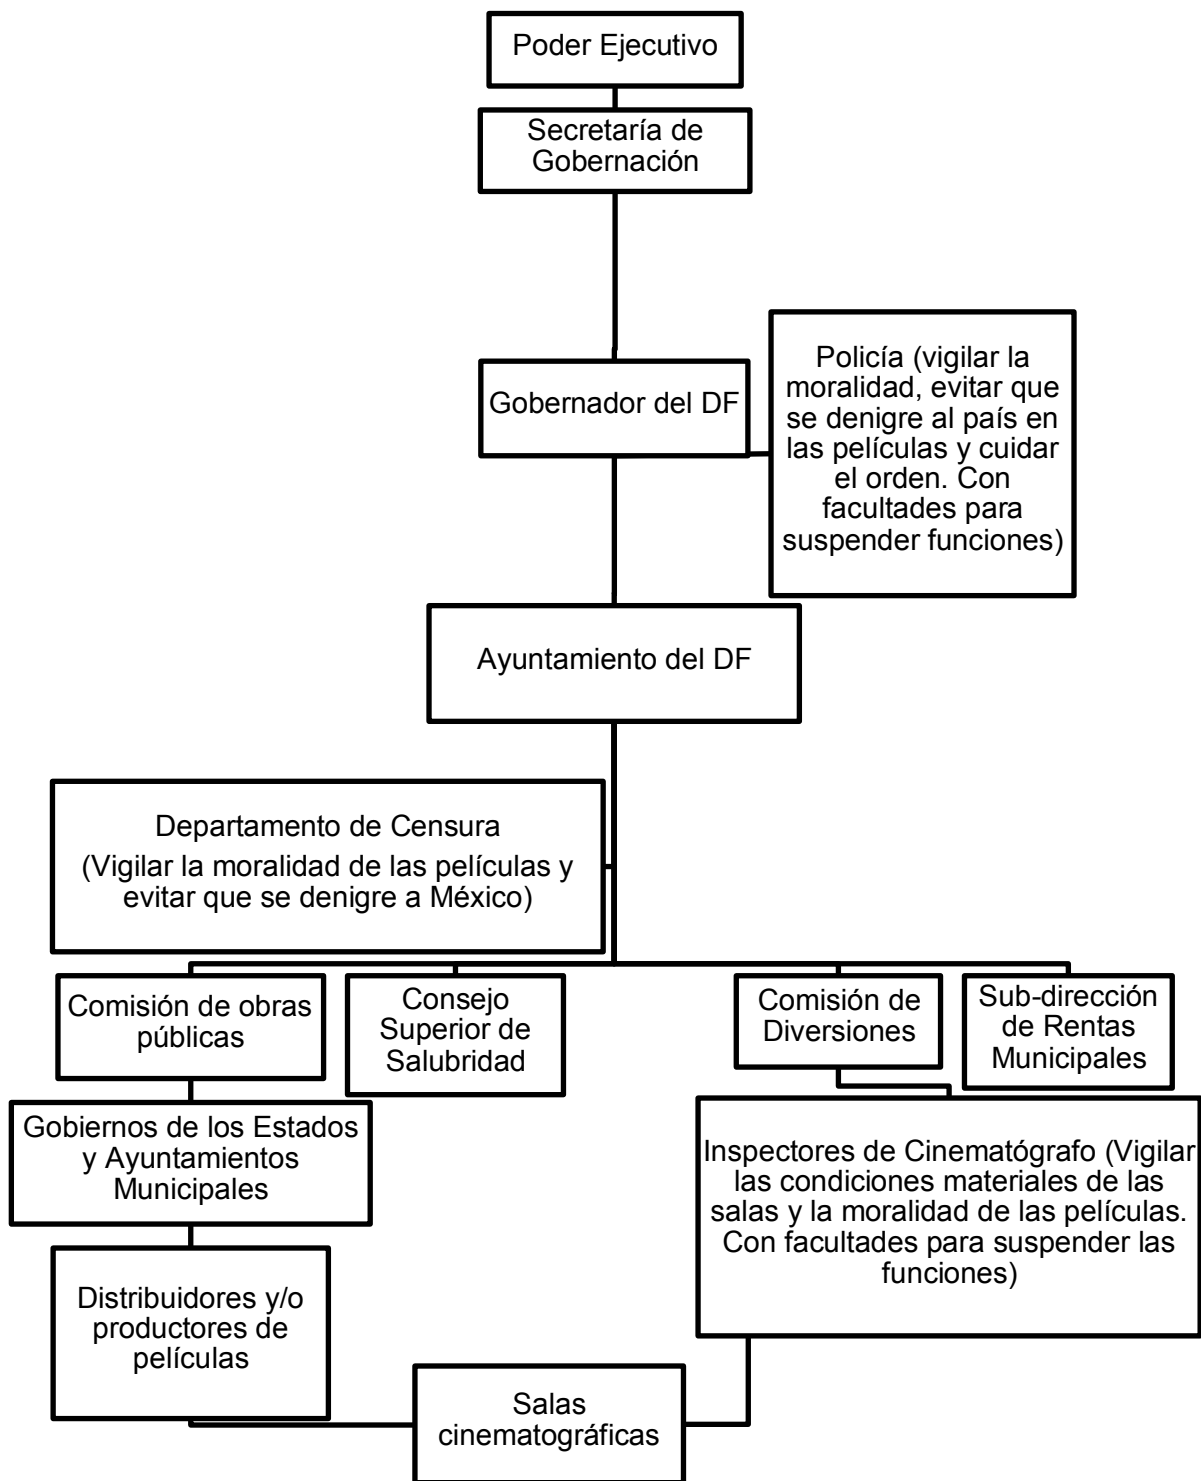 Poder Ejecutivo
Secretaría de
Gobernación
Gobernador del DF
Policía (vigilar la
moralidad, evitar que
se denigre al país en
las películas y cuidar
el orden. Con
facultades para
suspender funciones)
Ayuntamiento del DF
Departamento de Censura
(Vigilar la moralidad de las películas y
evitar que se denigre a México)
Comisión de obras
públicas
Consejo
Superior de
Salubridad
Comisión de
Diversiones
Sub-dirección
de Rentas
Municipales
Gobiernos de los Estados
y Ayuntamientos
Municipales
Inspectores de Cinematógrafo (Vigilar
las condiciones materiales de las
salas y la moralidad de las películas.
Con facultades para suspender las
funciones)
Distribuidores y/o
productores de
películas
Salas
cinematográficas